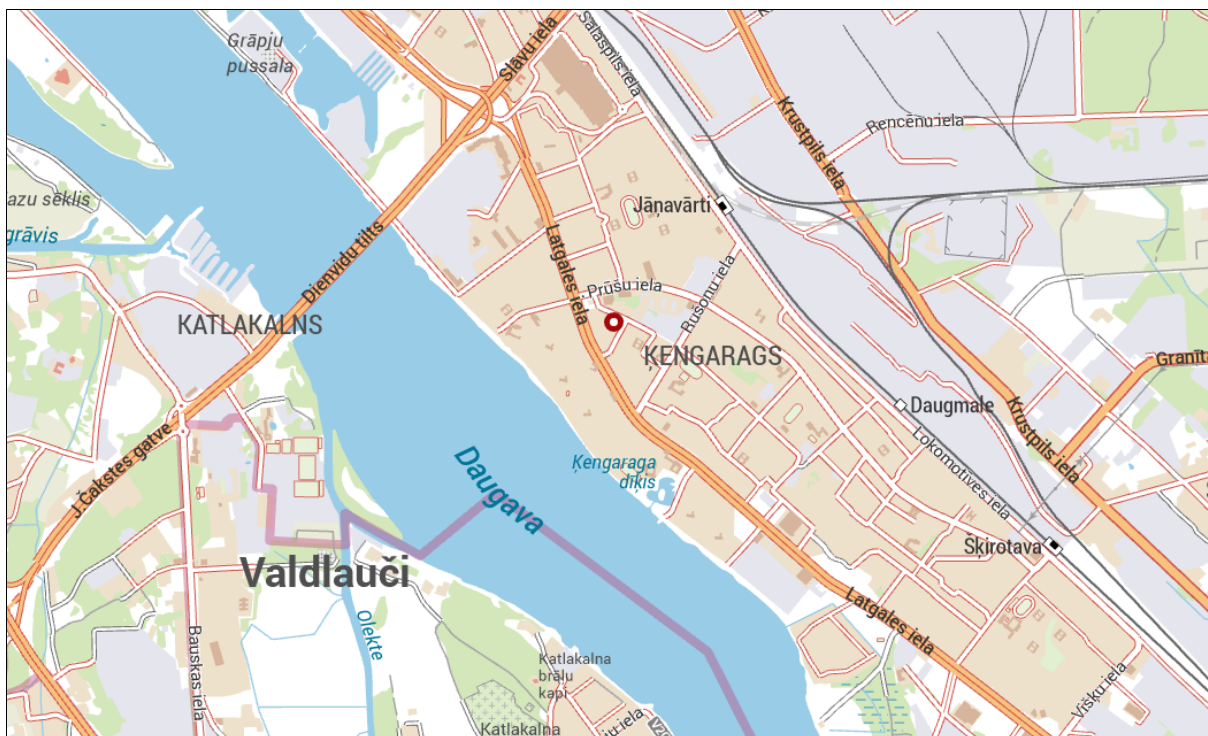 Grāpju
pussala
Slāvu iela
Salaspils iela
Krustpils iela
Rencēnu iela
azu sēklis
grāvis
Jāņavārti
Dienvidu tilts
Latgales iela
Prūšu iela
Rušonu iela
KATLAKALNS
ĶENGARAGS
Granīt
Daugmale
Krustpils iela
J.Čakstes gatve
Daugava
Ķengaraga
dīķis
Lokomotīves iela
Šķirotava
Valdlauči
Olekte
Bauskas iela
Latgales iela
Katlakalna
brāļu
kapi
Katlakalna
iela
Višķu iela